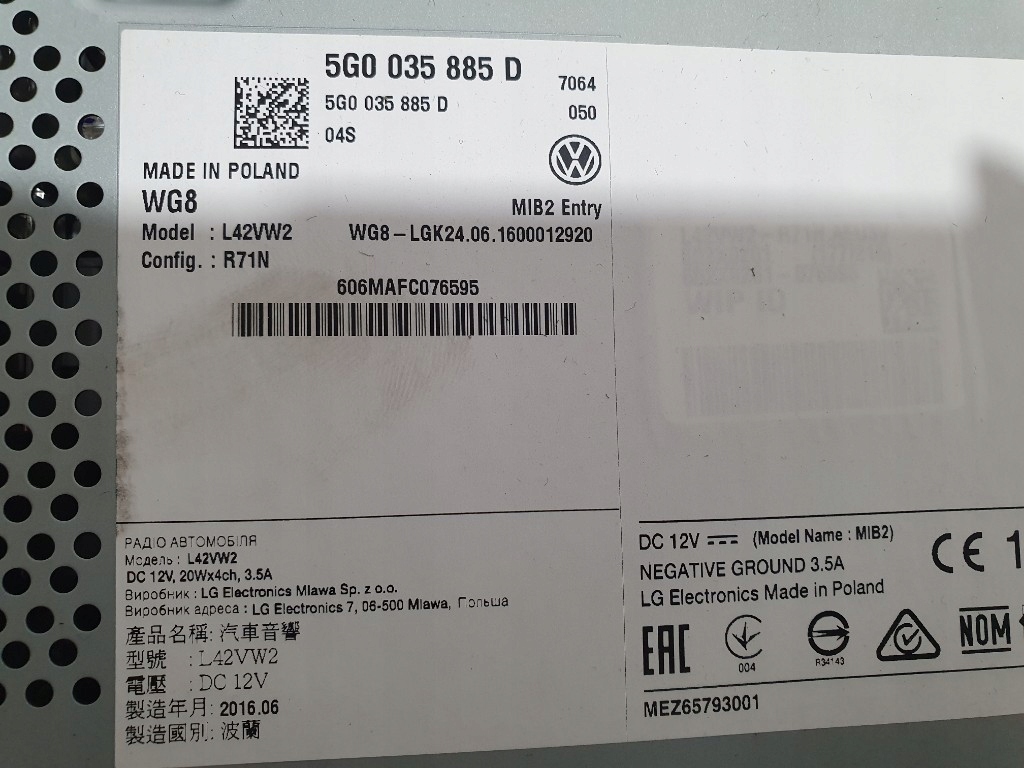 5G0 035 885 D
7064
5G0 035 885 D
050
04S
MADE IN POLAND
WG8
MIB2 Entry
Model : L42VW2
WG8-LGK24.06.1600012920
Config. : R71N
606MAFC076595
РАДІО АВТОМОБІЛЯ
Модель : L42VW2
DC 12V, 20Wx4ch, 3.5A
Виробник : LG Electronics Mlawa Sp. z o.o.
Виробник адреса : LG Electronics 7, 06-500 Mlawa, Польша
產品名稱: 汽車音響
型號 : L42VW2
電壓 : DC 12V
製造年月: 2016.06
製造國別: 波蘭
DC 12V (Model Name : MIB2)
NEGATIVE GROUND 3.5A
LG Electronics Made in Poland
CE 1
EAC
004
R34143
NOM
MEZ65793001